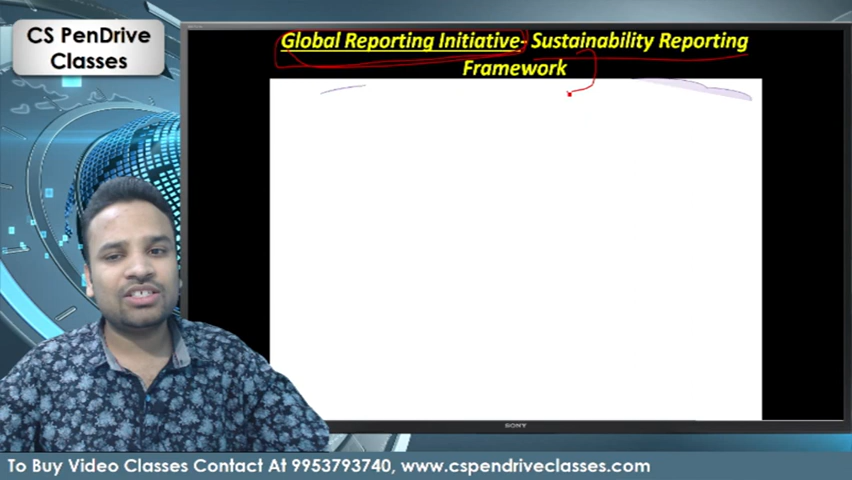 CS PenDrive
Classes
Global Reporting Initiative- Sustainability Reporting
Framework
SONY
To Buy Video Classes Contact At 9953793740, www.cspendriveclasses.com